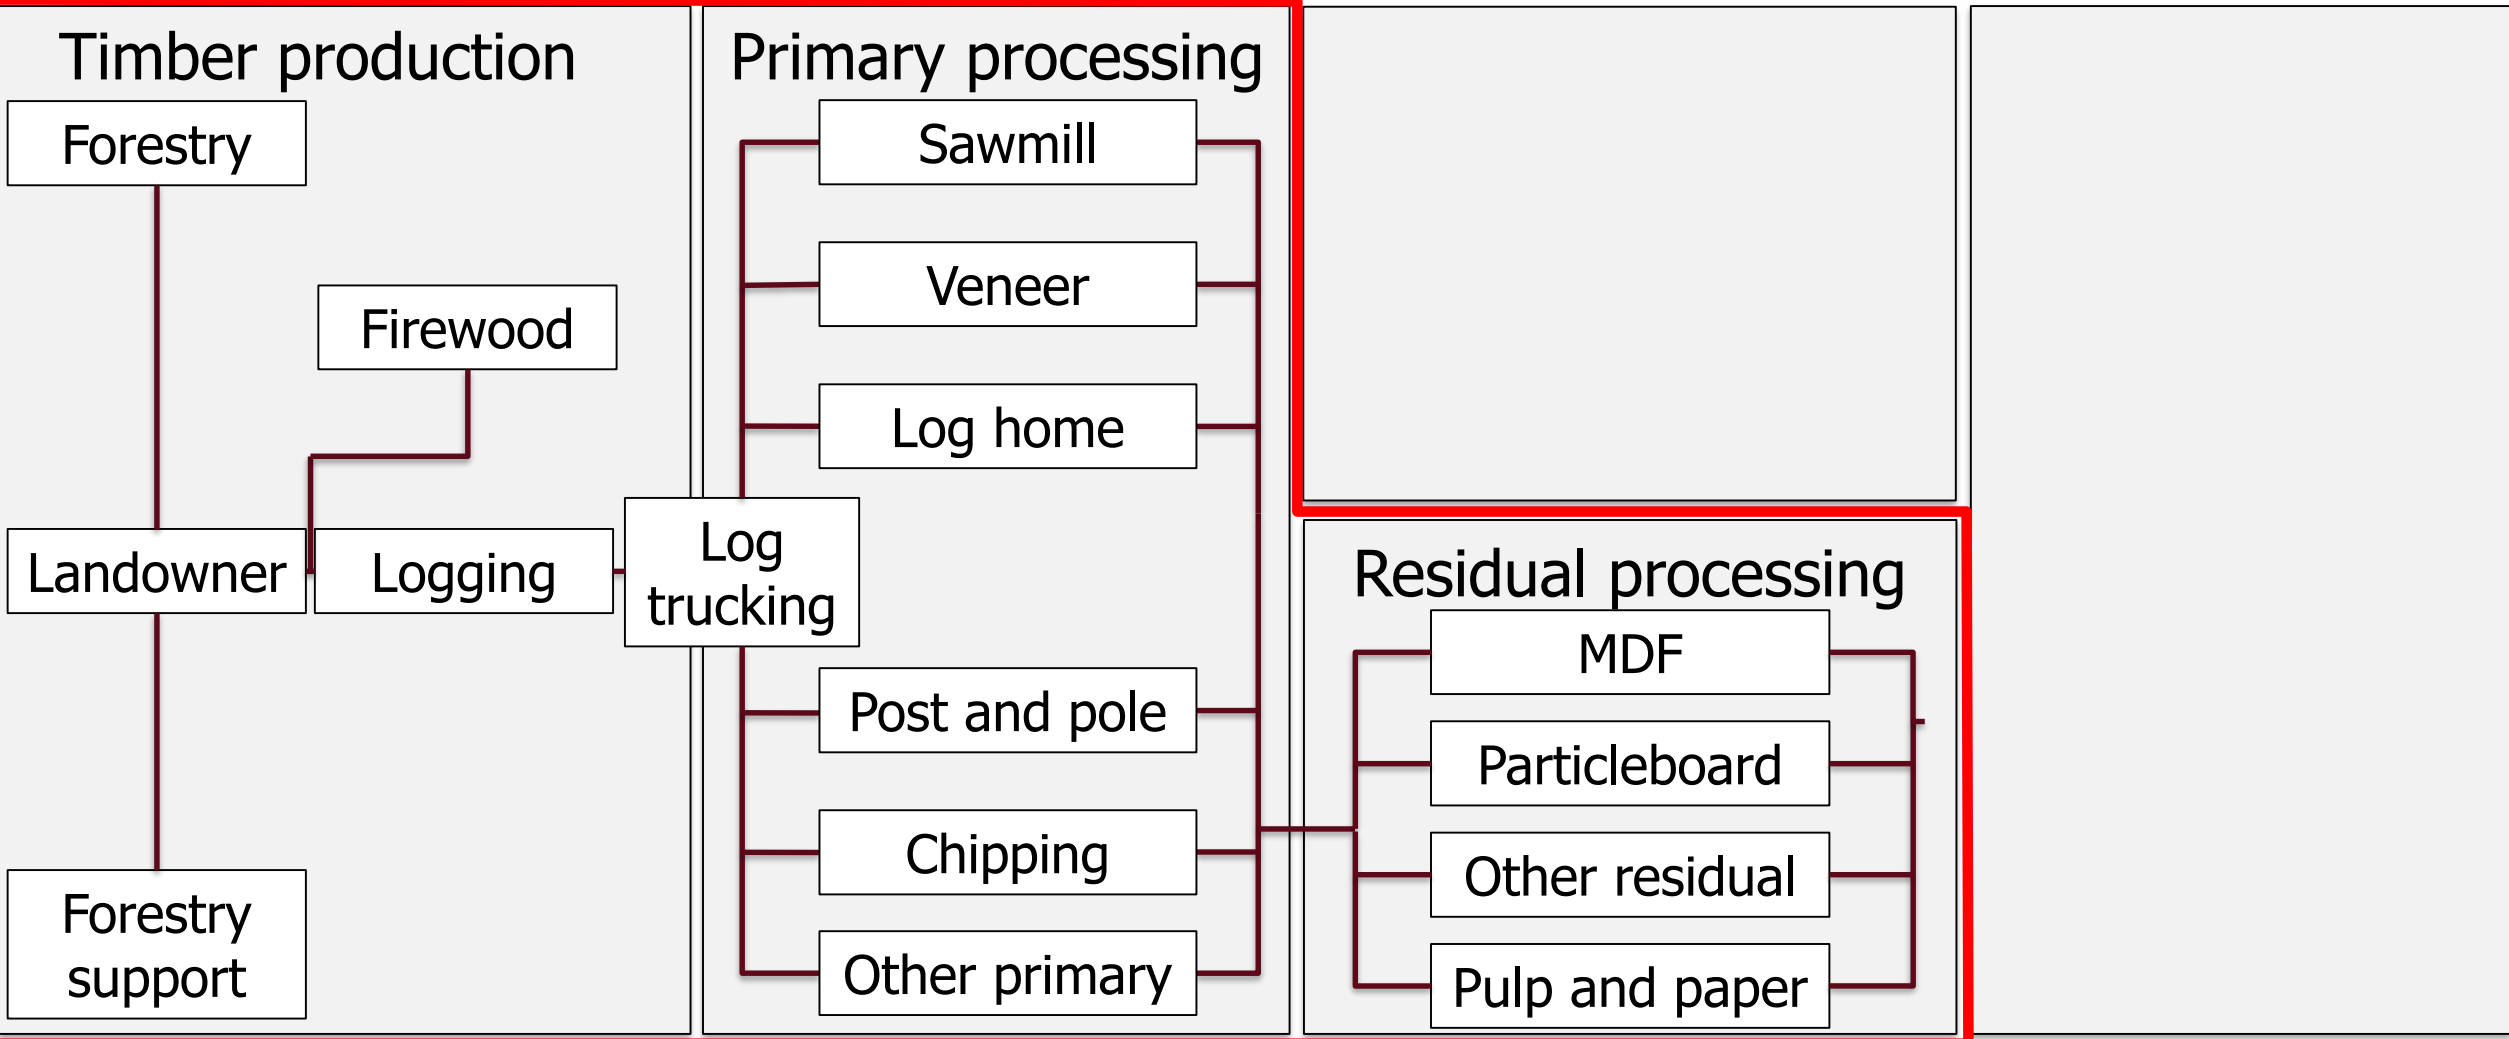 Timber production
Forestry
Firewood
Landowner
Logging
Log
trucking
Forestry
support
Primary processing
Sawmill
Veneer
Log home
Post and pole
Chipping
Other primary
Residual processing
MDF
Particleboard
Other residual
Pulp and paper